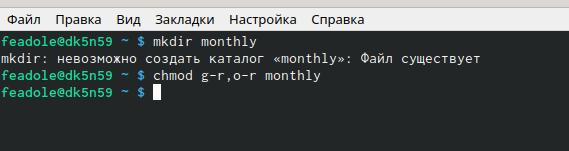 Файл Правка Вид Закладки Настройка Справка
feadole@dk5n59 ~ $ mkdir monthly
mkdir: невозможно создать каталог «monthly»: Файл существует
feadole@dk5n59 ~ $ chmod g-r,o-r monthly
feadole@dk5n59 ~ $